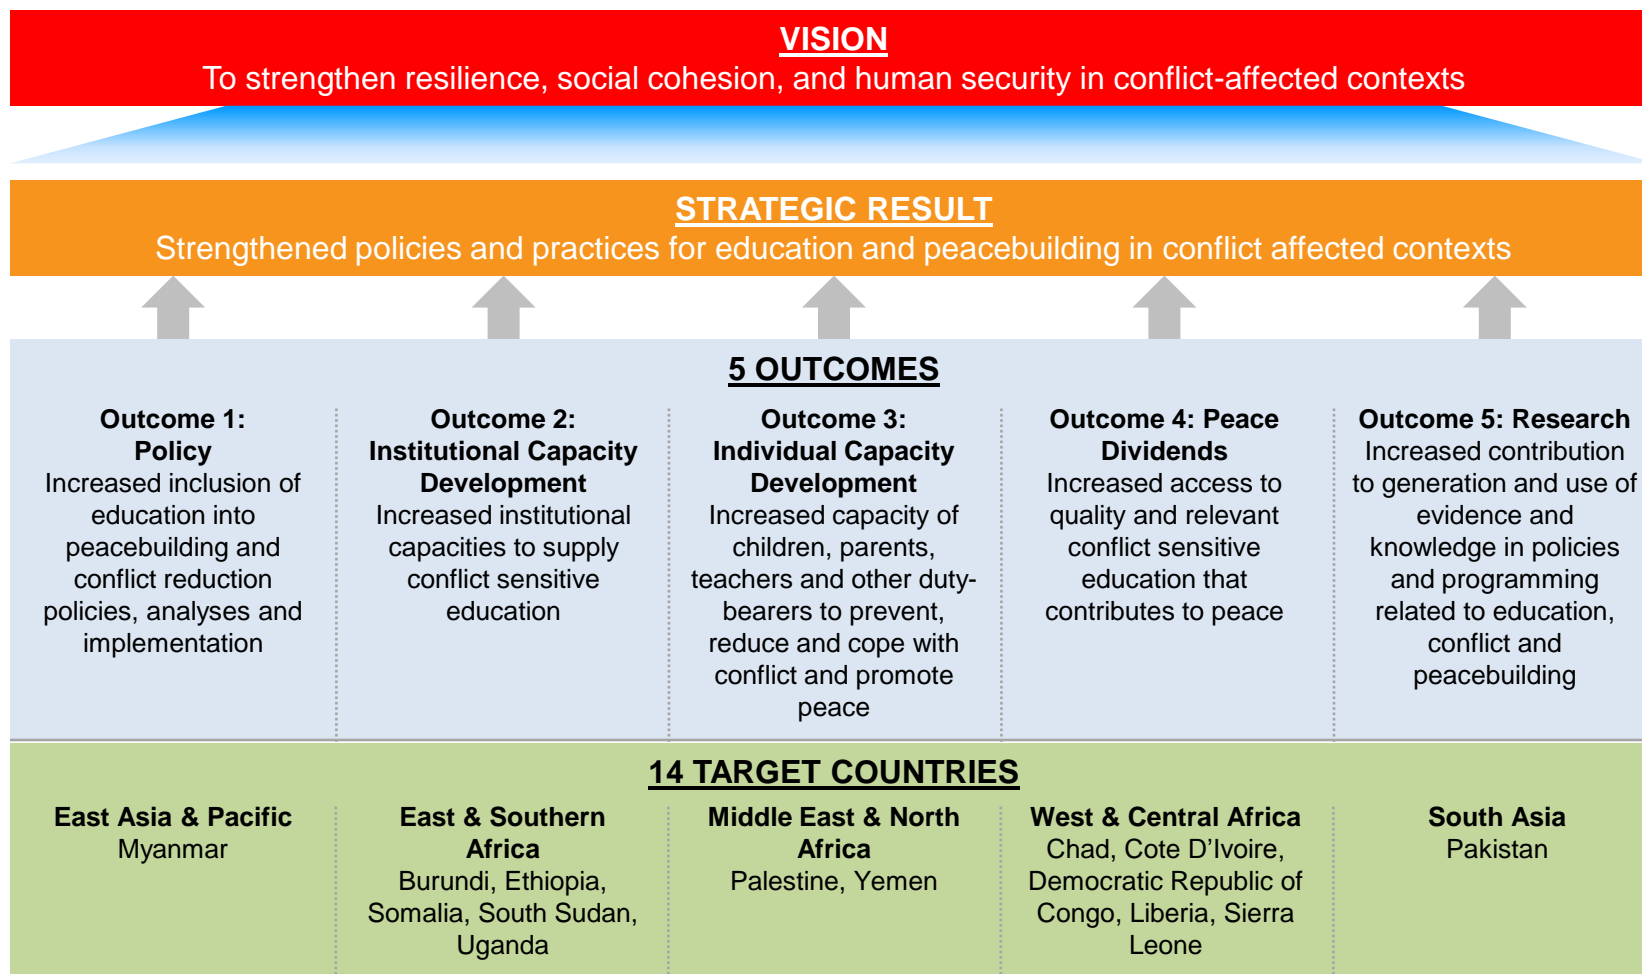 VISION
To strengthen resilience, social cohesion, and human security in conflict-affected contexts
STRATEGIC RESULT
Strengthened policies and practices for education and peacebuilding in conflict affected contexts
5 OUTCOMES
Outcome 1:
Policy
Increased inclusion of
education into
peacebuilding and
conflict reduction
policies, analyses and
implementation
Outcome 2:
Institutional Capacity
Development
Increased institutional
capacities to supply
conflict sensitive
education
Outcome 3:
Individual Capacity
Development
Increased capacity of
children, parents,
teachers and other duty-
bearers to prevent,
reduce and cope with
conflict and promote
peace
Outcome 4: Peace
Dividends
Increased access to
quality and relevant
conflict sensitive
education that
contributes to peace
Outcome 5: Research
Increased contribution
to generation and use of
evidence and
knowledge in policies
and programming
related to education,
conflict and
peacebuilding
14 TARGET COUNTRIES
East Asia & Pacific
Myanmar
East & Southern
Africa
Burundi, Ethiopia,
Somalia, South Sudan,
Uganda
Middle East & North
Africa
Palestine, Yemen
West & Central Africa
Chad, Cote D’Ivoire,
Democratic Republic of
Congo, Liberia, Sierra
Leone
South Asia
Pakistan